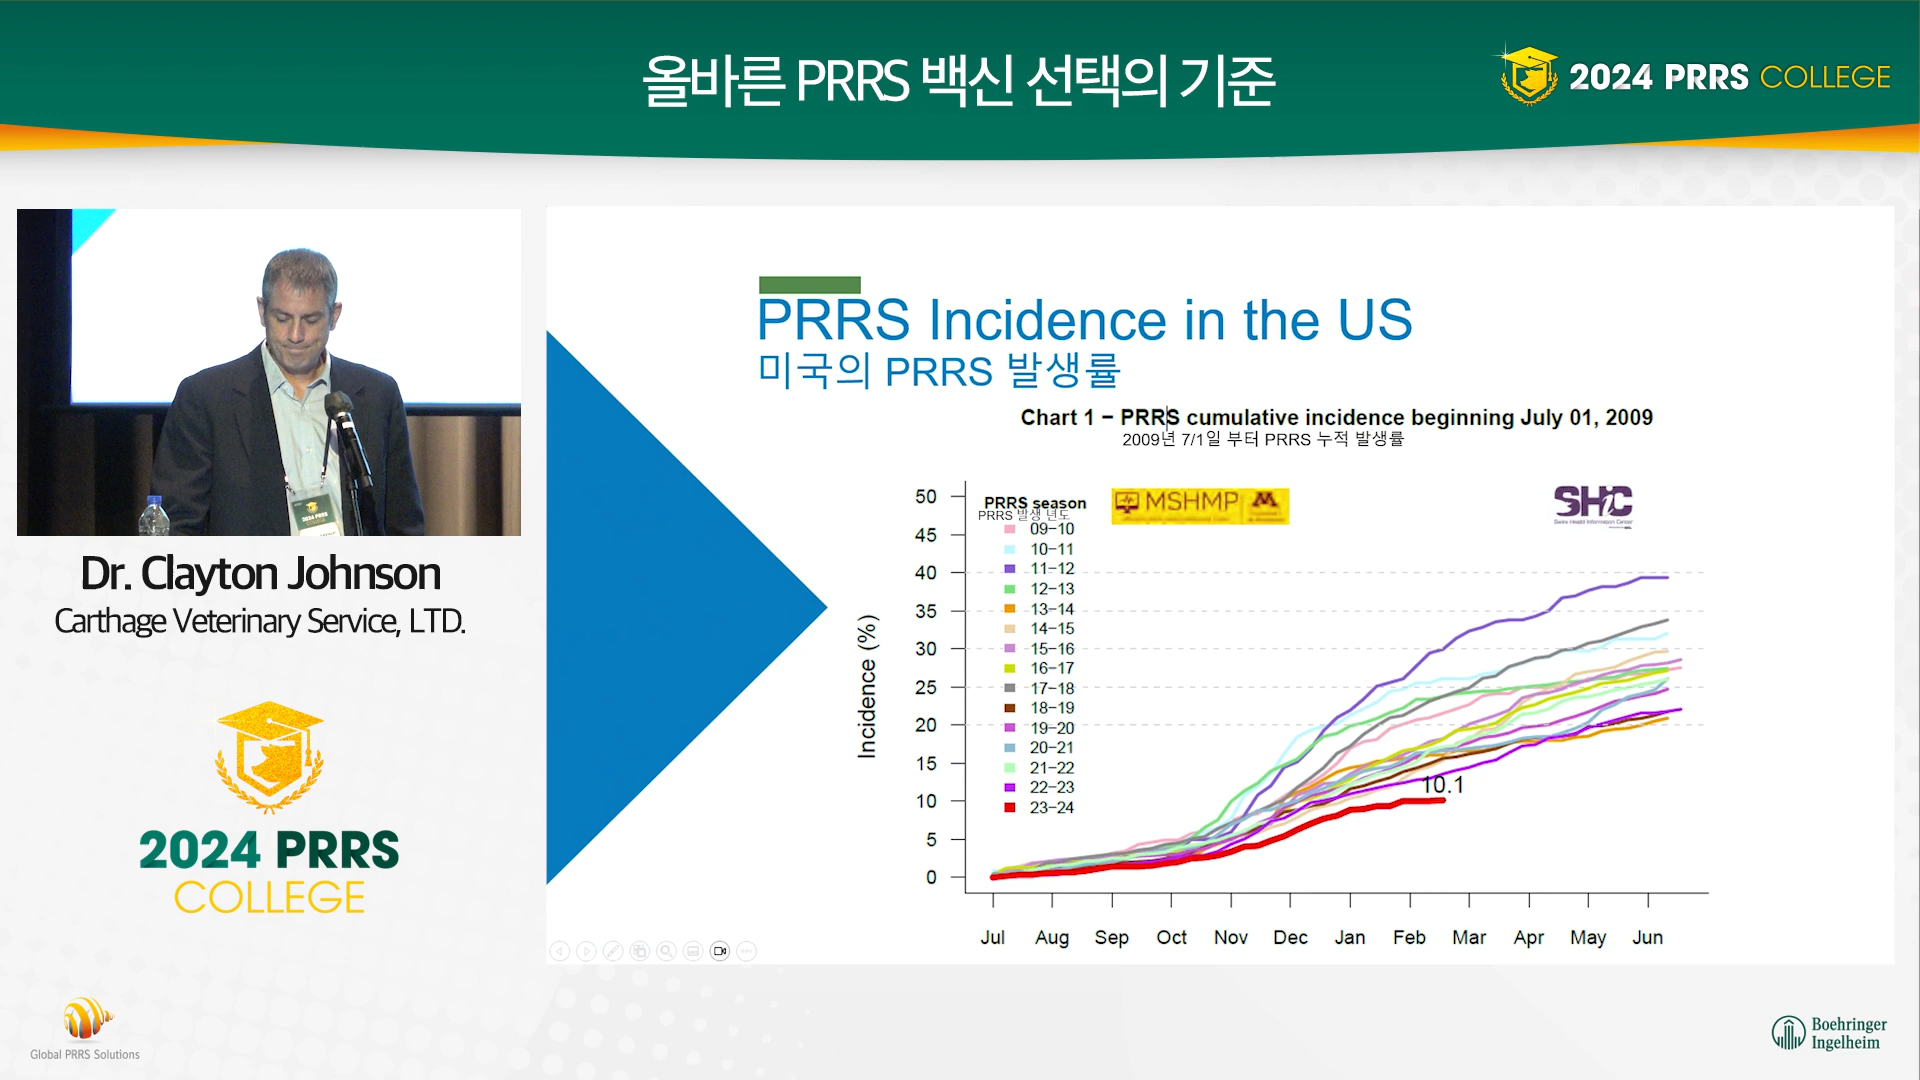 올바른 PRRS 백신 선택의 기준
2024 PRRS COLLEGE
Dr. Clayton Johnson
Carthage Veterinary Service, LTD.
2024 PRRS
COLLEGE
Global PRRS Solutions
PRRS Incidence in the US
미국의 PRRS 발생률
Chart 1 − PRRS cumulative incidence beginning July 01, 2009
2009년 7/1일 부터 PRRS 누적 발생률
Incidence (%)
50
45
40
35
30
25
20
15
10
5
0
PRRS season
PRRS 발생 년도
09−10
10−11
11−12
12−13
13−14
14−15
15−16
16−17
17−18
18−19
19−20
20−21
21−22
22−23
23−24
MSHMP
M
SHiC
Swine Health Information Center
10.1
Jul Aug Sep Oct Nov Dec Jan Feb Mar Apr May Jun
Boehringer
Ingelheim